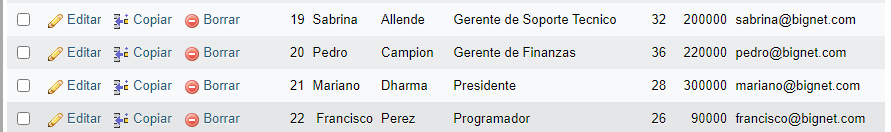 Editar Copiar Borrar 19 Sabrina Allende Gerente de Soporte Tecnico 32 200000 sabrina@bignet.com
Editar Copiar Borrar 20 Pedro Campion Gerente de Finanzas 36 220000 pedro@bignet.com
Editar Copiar Borrar 21 Mariano Dharma Presidente 28 300000 mariano@bignet.com
Editar Copiar Borrar 22 Francisco Perez Programador 26 90000 francisco@bignet.com